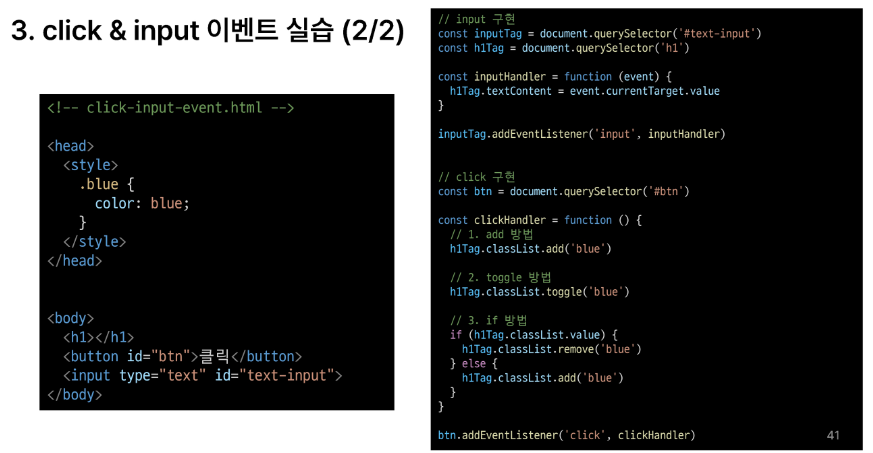 3. click & input 이벤트 실습 (2/2)
<!-- click-input-event.html -->
<head>
  <style>
    .blue {
      color: blue;
    }
  </style>
</head>
<body>
  <h1></h1>
  <button id="btn">클릭</button>
  <input type="text" id="text-input">
</body>
// input 구현
const inputTag = document.querySelector('#text-input')
const h1Tag = document.querySelector('h1')
const inputHandler = function (event) {
  h1Tag.textContent = event.currentTarget.value
}
inputTag.addEventListener('input', inputHandler)
// click 구현
const btn = document.querySelector('#btn')
const clickHandler = function () {
  // 1. add 방법
  h1Tag.classList.add('blue')
  // 2. toggle 방법
  h1Tag.classList.toggle('blue')
  // 3. if 방법
  if (h1Tag.classList.value) {
    h1Tag.classList.remove('blue')
  } else {
    h1Tag.classList.add('blue')
  }
}
btn.addEventListener('click', clickHandler)
41